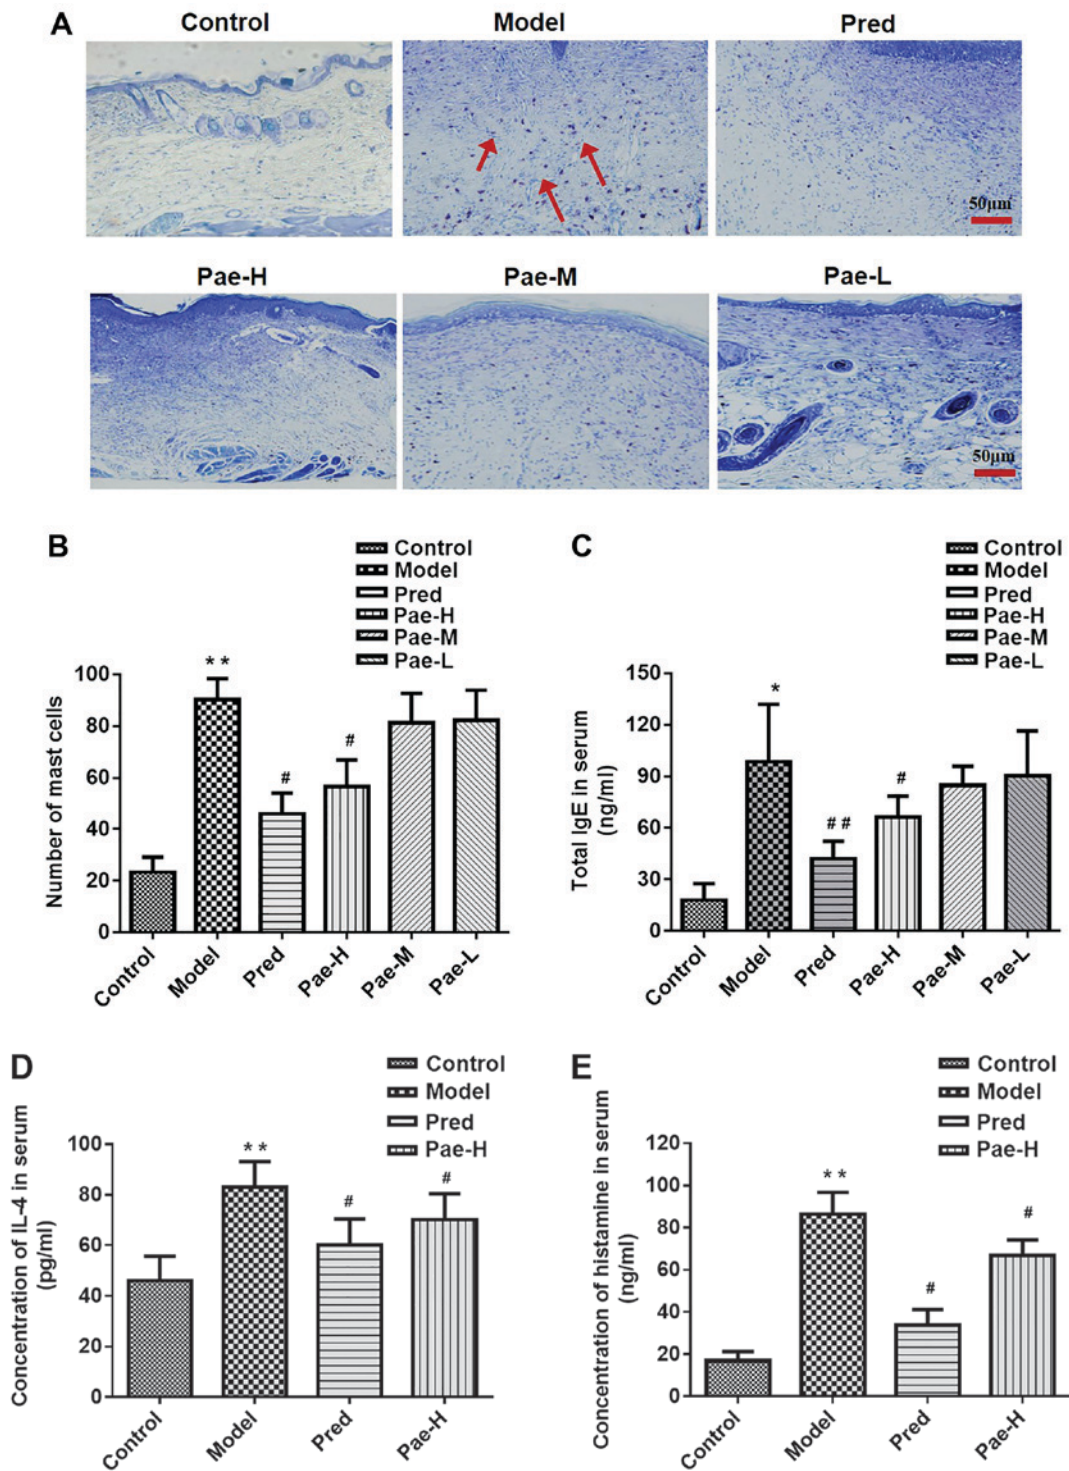 A
Control
Model
Pred
50μm
Pae-H
Pae-M
Pae-L
50μm
B
Control
Model
Pred
Pae-H
Pae-M
Pae-L
Number of mast cells
100
80
60
40
20
0
**
#
#
Control
Model
Pred
Pae-H
Pae-M
Pae-L
C
Control
Model
Pred
Pae-H
Pae-M
Pae-L
Total IgE in serum
(ng/ml)
150
120
90
60
30
0
*
##
#
Control
Model
Pred
Pae-H
Pae-M
Pae-L
D
Control
Model
Pred
Pae-H
Concentration of IL-4 in serum
(pg/ml)
100
80
60
40
20
0
**
#
#
Control
Model
Pred
Pae-H
E
Control
Model
Pred
Pae-H
Concentration of histamine in serum
(ng/ml)
120
100
80
60
40
20
0
**
#
#
Control
Model
Pred
Pae-H